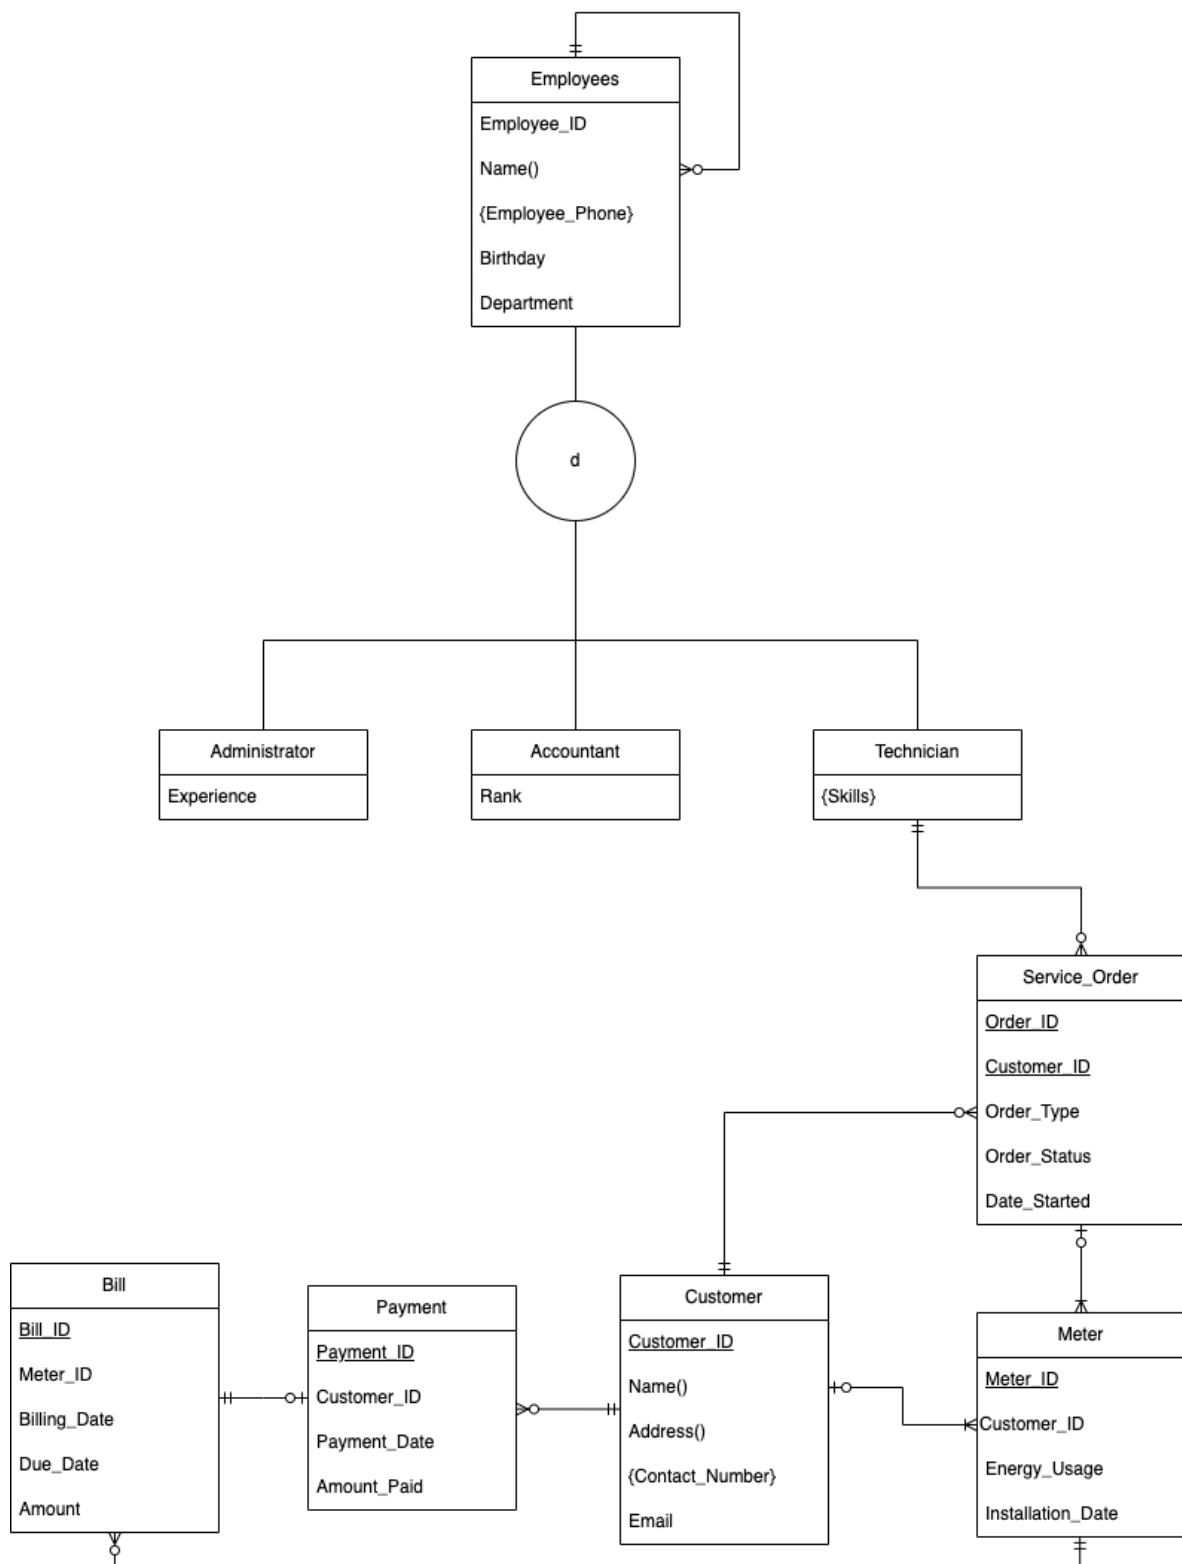 Employees
Employee_ID
Name()
{Employee_Phone}
Birthday
Department
d
Administrator
Experience
Accountant
Rank
Technician
{Skills}
Service_Order
Order_ID
Customer_ID
Order_Type
Order_Status
Date_Started
Bill
Bill_ID
Meter_ID
Billing_Date
Due_Date
Amount
Payment
Payment_ID
Customer_ID
Payment_Date
Amount_Paid
Customer
Customer_ID
Name()
Address()
{Contact_Number}
Email
Meter
Meter_ID
Customer_ID
Energy_Usage
Installation_Date